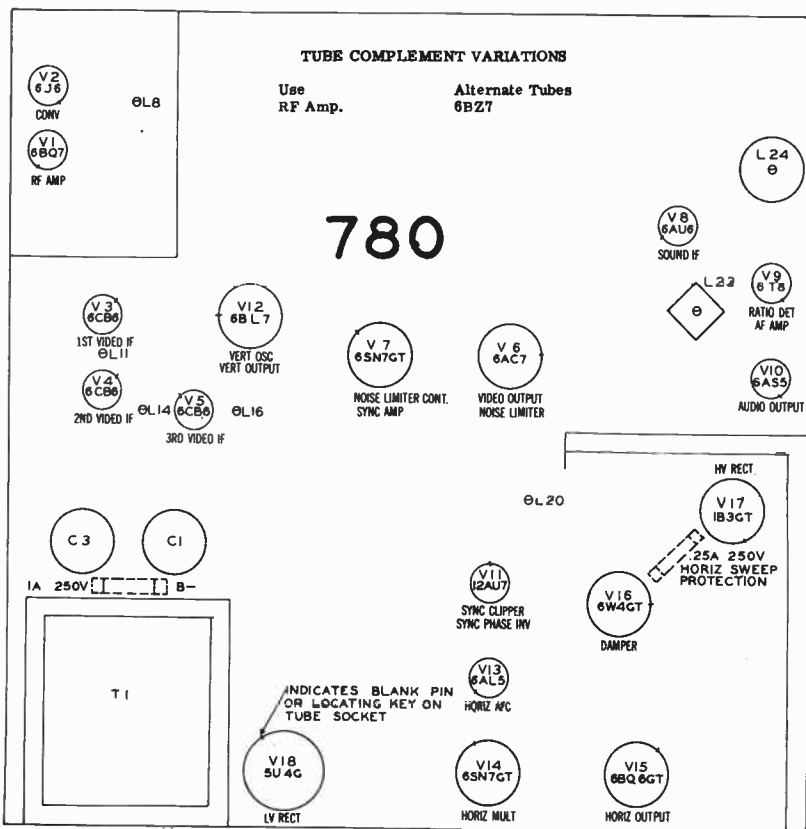 TUBE COMPLEMENT VARIATIONS
Use Alternate Tubes
RF Amp. 6BZ7
V2
6J6
CONV
θL8
V1
6BQ7
RF AMP
L24
θ
780
V8
6AU6
SOUND IF
L22
θ
V9
6T8
RATIO DET
AF AMP
V3
6CB6
1ST VIDEO IF
θL11
V12
6BL7
VERT OSC
VERT OUTPUT
V7
6SN7GT
NOISE LIMITER CONT.
SYNC AMP
V6
6AC7
VIDEO OUTPUT
NOISE LIMITER
V10
6AS5
AUDIO OUTPUT
V4
6CB6
2ND VIDEO IF
θL14
V5
6CB6
3RD VIDEO IF
θL16
HV RECT
V17
1B3GT
θL20
C3
C1
.25A 250V
HORIZ SWEEP
PROTECTION
1A 250V B-
V11
12AU7
SYNC CLIPPER
SYNC PHASE INV
V16
6W4GT
DAMPER
T1
V13
6AL5
HORIZ AFC
INDICATES BLANK PIN
OR LOCATING KEY ON
TUBE SOCKET
V18
5U4G
LV RECT
V14
6SN7GT
HORIZ MULT
V15
6BQ6GT
HORIZ OUTPUT